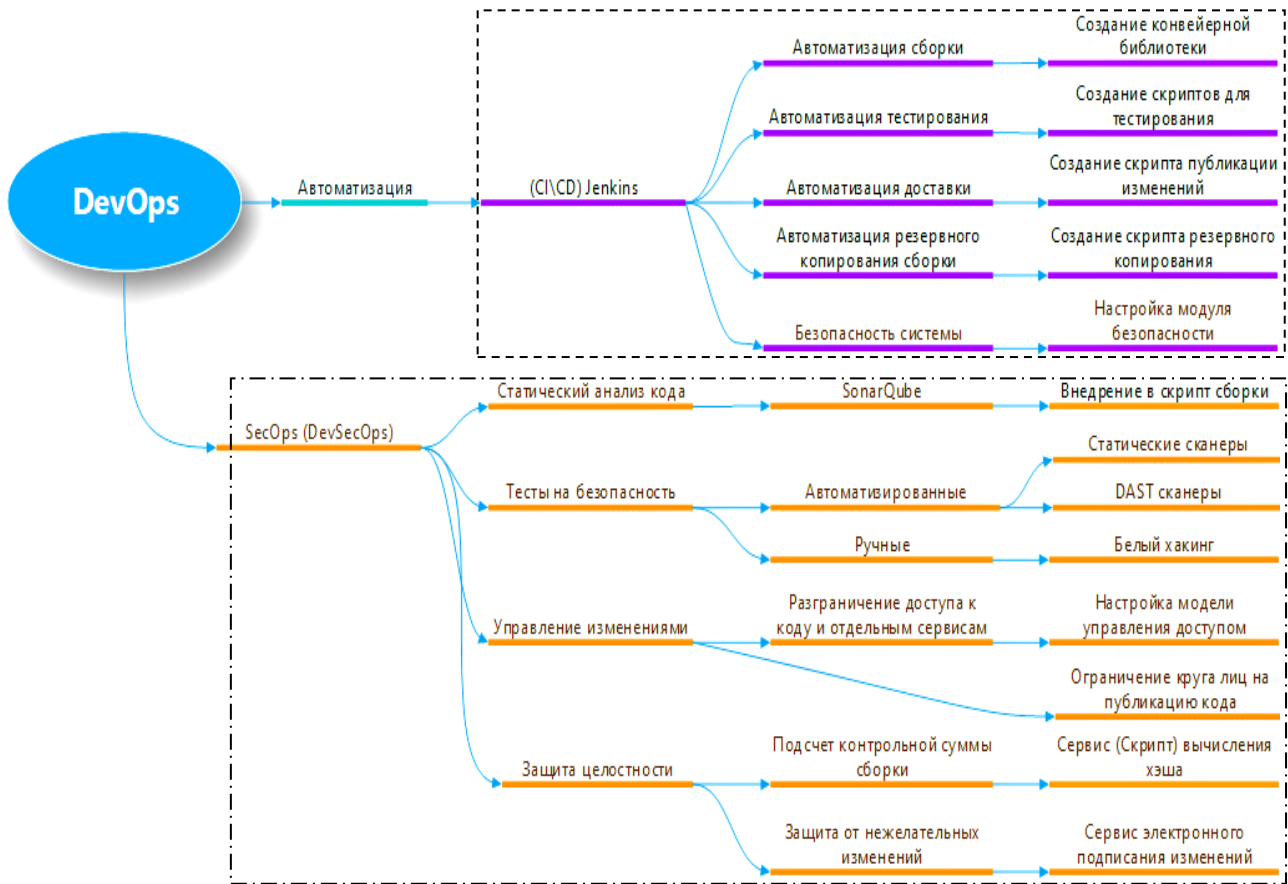 DevOps
Автоматизация
(CI\CD) Jenkins
Автоматизация сборки
Создание конвейерной
библиотеки
Автоматизация тестирования
Создание скриптов для
тестирования
Автоматизация доставки
Создание скрипта публикации
изменений
Автоматизация резервного
копирования сборки
Создание скрипта резервного
копирования
Безопасность системы
Настройка модуля
безопасности
SecOps (DevSecOps)
Статический анализ кода
SonarQube
Внедрение в скрипт сборки
Тесты на безопасность
Автоматизированные
Статические сканеры
DAST сканеры
Ручные
Белый хакинг
Управление изменениями
Разграничение доступа к
коду и отдельным сервисам
Настройка модели
управления доступом
Ограничение круга лиц на
публикацию кода
Защита целостности
Подсчет контрольной суммы
сборки
Сервис (Скрипт) вычисления
хэша
Защита от нежелательных
изменений
Сервис электронного
подписания изменений